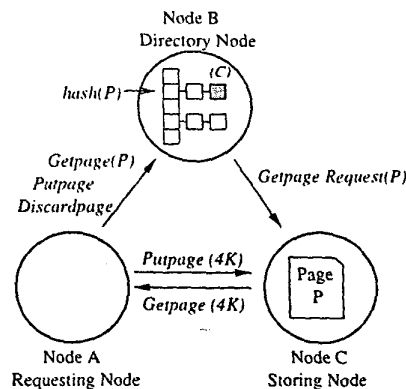 Node B
Directory Node
(C)
hash(P)
Getpage(P)
Putpage
Discardpage
Getpage Request(P)
Putpage (4K)
Getpage (4K)
Page
P
Node A
Requesting Node
Node C
Storing Node